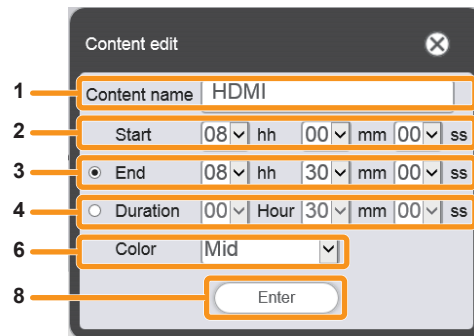 Content edit
1 Content name HDMI
2 Start 08 hh 00 mm 00 ss
3 End 08 hh 30 mm 00 ss
4 Duration 00 Hour 30 mm 00 ss
6 Color Mid
8 Enter